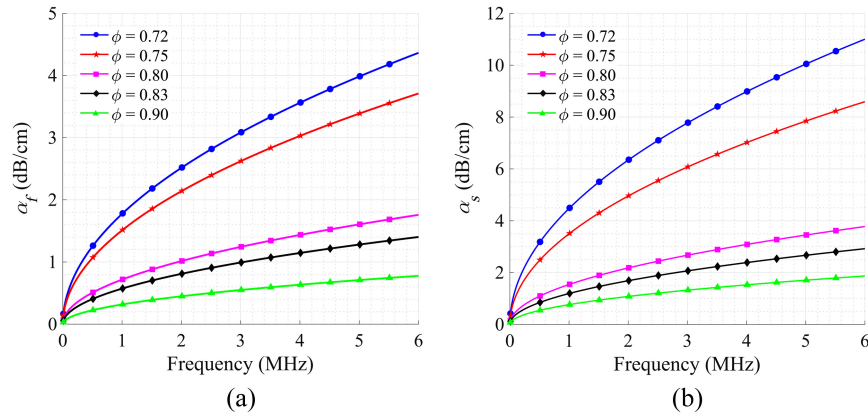 5
4
3
2
1
0
α_f (dB/cm)
ϕ = 0.72
ϕ = 0.75
ϕ = 0.80
ϕ = 0.83
ϕ = 0.90
0 1 2 3 4 5 6
Frequency (MHz)
(a)
12
10
8
6
4
2
0
α_s (dB/cm)
ϕ = 0.72
ϕ = 0.75
ϕ = 0.80
ϕ = 0.83
ϕ = 0.90
0 1 2 3 4 5 6
Frequency (MHz)
(b)